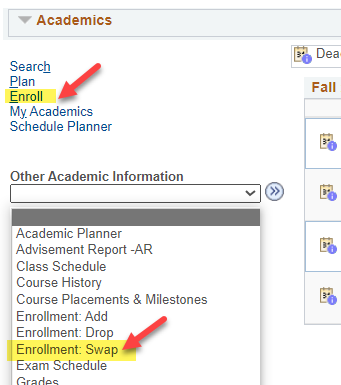 Academics
Search
Plan
Enroll
My Academics
Schedule Planner
Other Academic Information
Academic Planner
Advisement Report -AR
Class Schedule
Course History
Course Placements & Milestones
Enrollment: Add
Enrollment: Drop
Enrollment: Swap
Exam Schedule
Grades
Dea
Fall